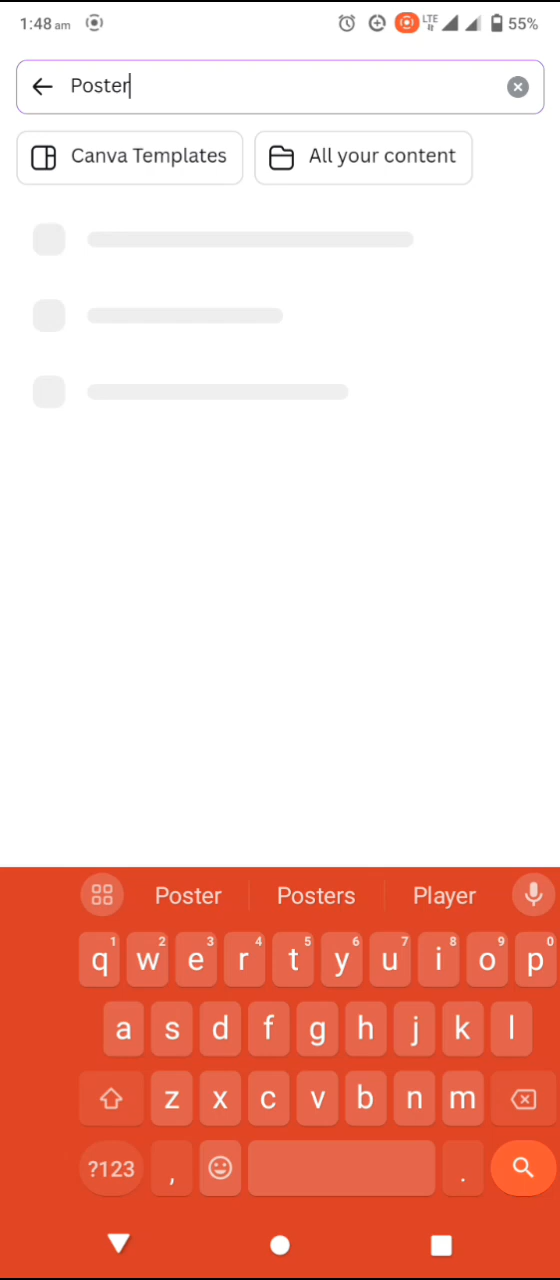 1:48 am LTE 55%
Poster
Canva Templates All your content
Poster Posters Player
q1 w2 e3 r4 t5 y6 u7 i8 o9 p0
a s d f g h j k l
z x c v b n m
?123 , .